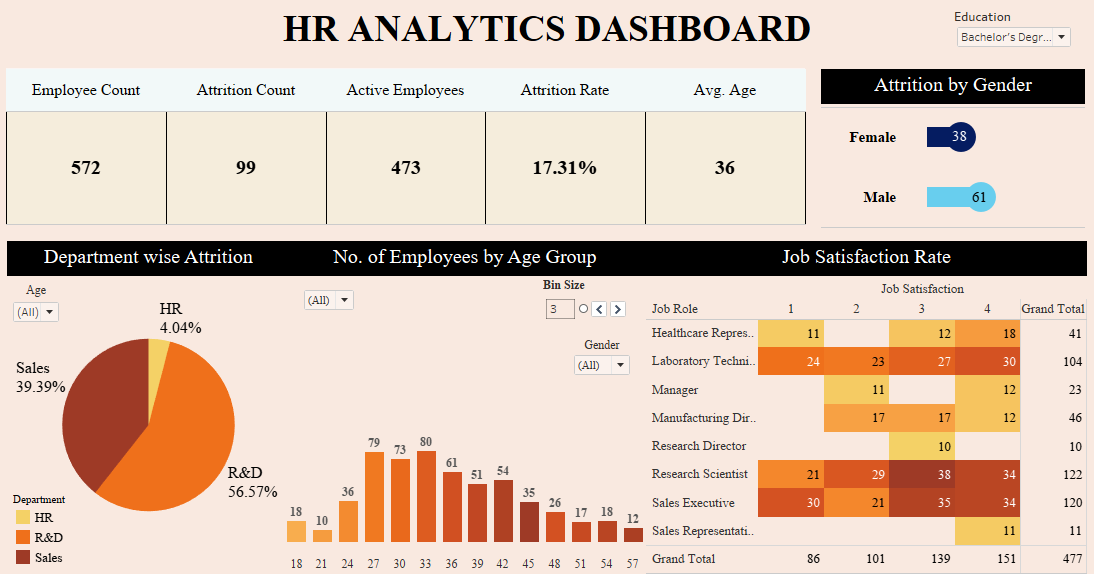 HR ANALYTICS DASHBOARD
Education
Bachelor's Degr...
Employee Count Attrition Count Active Employees Attrition Rate Avg. Age
572 99 473 17.31% 36
Attrition by Gender
Female 38
Male 61
Department wise Attrition
Age
(All)
HR
4.04%
Sales
39.39%
R&D
56.57%
Department
HR
R&D
Sales
No. of Employees by Age Group
(All)
Bin Size
3
Gender
(All)
18 10 36 79 73 80 61 51 54 35 26 17 18 12
18 21 24 27 30 33 36 39 42 45 48 51 54 57
Job Satisfaction Rate
Job Satisfaction
Job Role 1 2 3 4 Grand Total
Healthcare Repres.. 11 12 18 41
Laboratory Techni.. 24 23 27 30 104
Manager 11 12 23
Manufacturing Dir.. 17 17 12 46
Research Director 10 10
Research Scientist 21 29 38 34 122
Sales Executive 30 21 35 34 120
Sales Representati.. 11 11
Grand Total 86 101 139 151 477